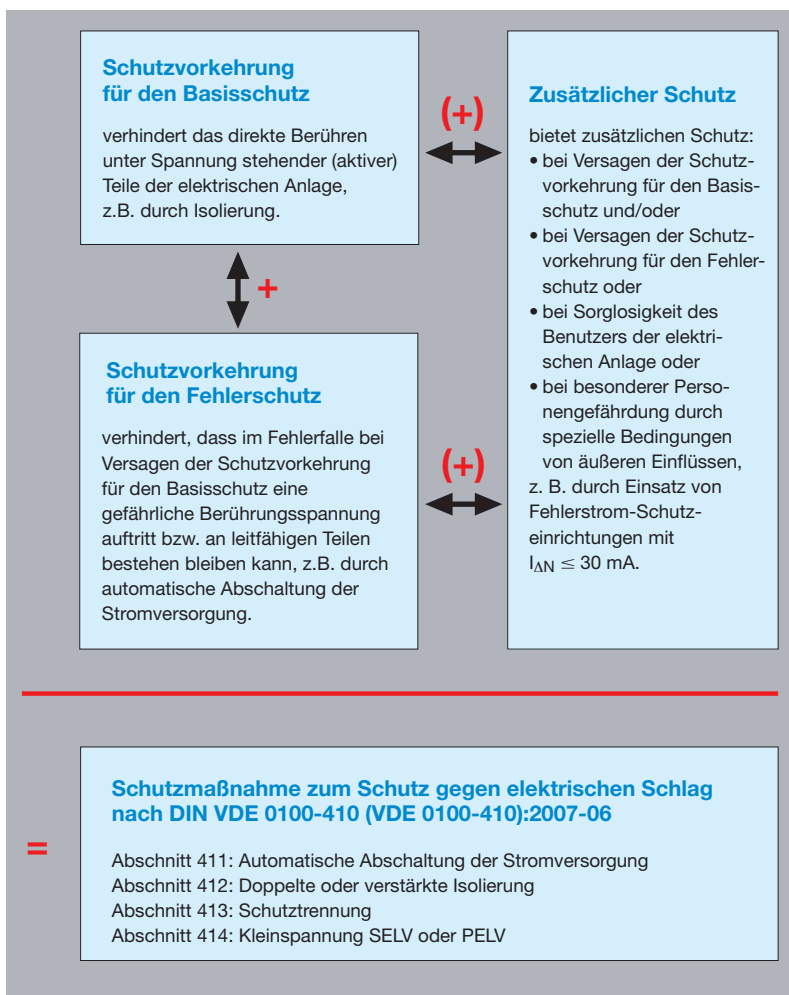 Schutzvorkehrung
für den Basisschutz
verhindert das direkte Berühren
unter Spannung stehender (aktiver)
Teile der elektrischen Anlage,
z.B. durch Isolierung.
(+)
Zusätzlicher Schutz
bietet zusätzlichen Schutz:
• bei Versagen der Schutz-
vorkehrung für den Basis-
schutz und/oder
• bei Versagen der Schutz-
vorkehrung für den Fehler-
schutz oder
• bei Sorglosigkeit des
Benutzers der elektri-
schen Anlage oder
• bei besonderer Perso-
nengefährdung durch
spezielle Bedingungen
von äußeren Einflüssen,
z. B. durch Einsatz von
Fehlerstrom-Schutz-
einrichtungen mit
IΔN ≤ 30 mA.
+
Schutzvorkehrung
für den Fehlerschutz
verhindert, dass im Fehlerfalle bei
Versagen der Schutzvorkehrung
für den Basisschutz eine
gefährliche Berührungsspannung
auftritt bzw. an leitfähigen Teilen
bestehen bleiben kann, z.B. durch
automatische Abschaltung der
Stromversorgung.
(+)
=
Schutzmaßnahme zum Schutz gegen elektrischen Schlag
nach DIN VDE 0100-410 (VDE 0100-410):2007-06
Abschnitt 411: Automatische Abschaltung der Stromversorgung
Abschnitt 412: Doppelte oder verstärkte Isolierung
Abschnitt 413: Schutztrennung
Abschnitt 414: Kleinspannung SELV oder PELV